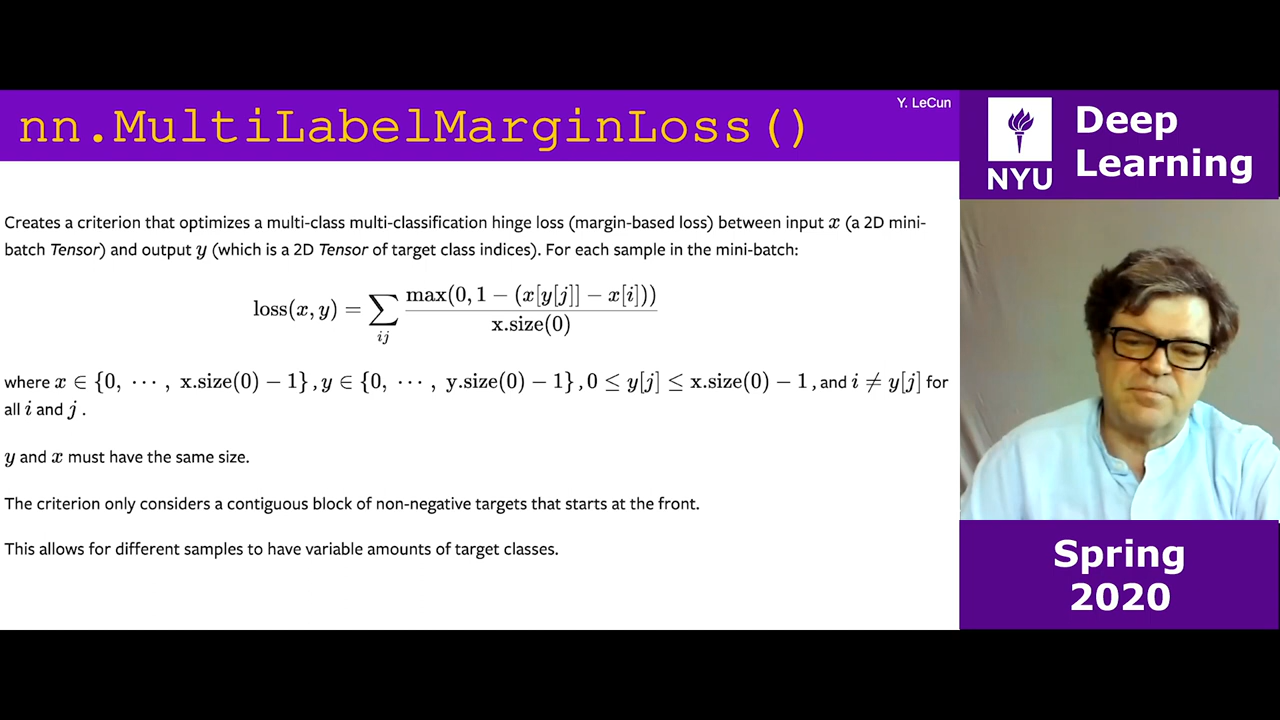 nn.MultiLabelMarginLoss()
Y. LeCun
NYU
Deep
Learning
Creates a criterion that optimizes a multi-class multi-classification hinge loss (margin-based loss) between input x (a 2D mini-
batch Tensor) and output y (which is a 2D Tensor of target class indices). For each sample in the mini-batch:
loss(x, y) = ∑_{ij} max(0, 1 − (x[y[j]] − x[i])) / x.size(0)
where x ∈ {0, ⋯ , x.size(0) − 1} , y ∈ {0, ⋯ , y.size(0) − 1} , 0 ≤ y[j] ≤ x.size(0) − 1 , and i ≠ y[j] for
all i and j .
y and x must have the same size.
The criterion only considers a contiguous block of non-negative targets that starts at the front.
This allows for different samples to have variable amounts of target classes.
Spring
2020